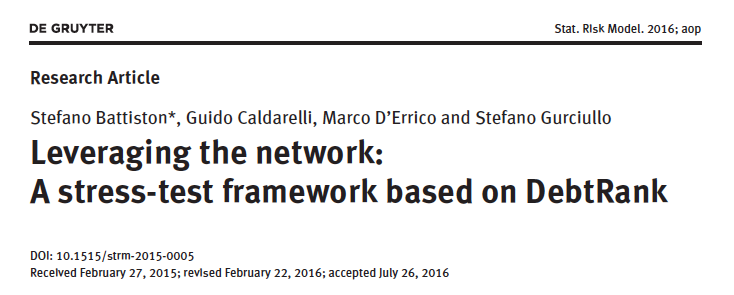 DE GRUYTER
Stat. Risk Model. 2016; aop
Research Article
Stefano Battiston*, Guido Caldarelli, Marco D’Errico and Stefano Gurciullo
Leveraging the network:
A stress-test framework based on DebtRank
DOI: 10.1515/strm-2015-0005
Received February 27, 2015; revised February 22, 2016; accepted July 26, 2016